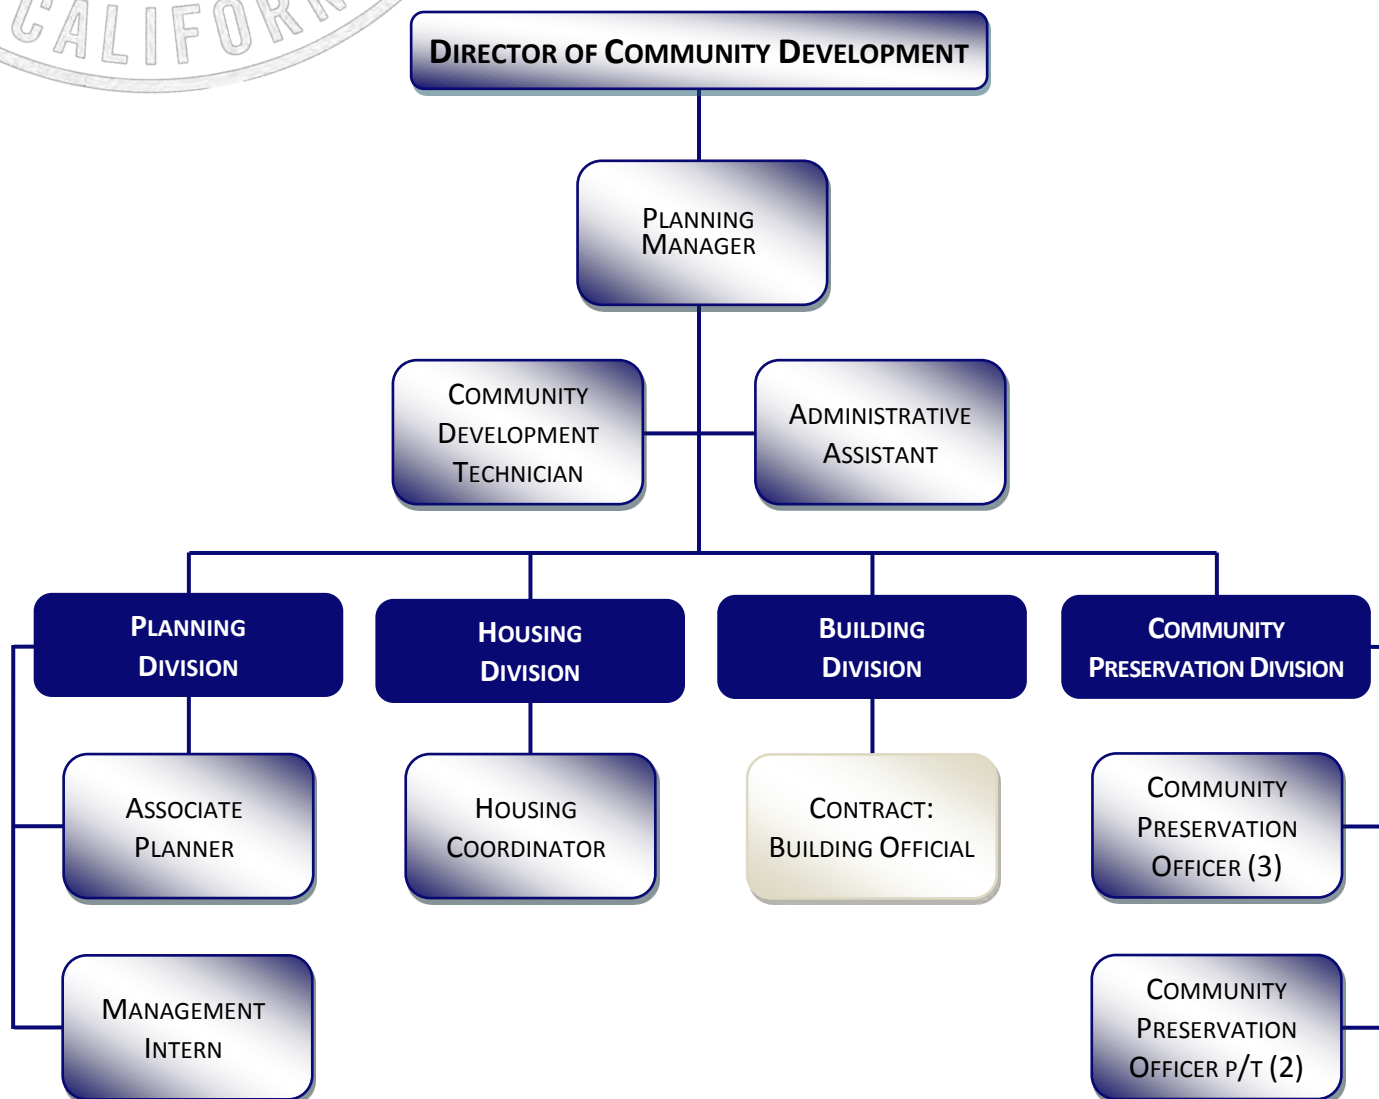 CALIFORN
DIRECTOR OF COMMUNITY DEVELOPMENT
PLANNING
MANAGER
COMMUNITY
DEVELOPMENT
TECHNICIAN
ADMINISTRATIVE
ASSISTANT
PLANNING
DIVISION
HOUSING
DIVISION
BUILDING
DIVISION
COMMUNITY
PRESERVATION DIVISION
ASSOCIATE
PLANNER
HOUSING
COORDINATOR
CONTRACT:
BUILDING OFFICIAL
COMMUNITY
PRESERVATION
OFFICER (3)
MANAGEMENT
INTERN
COMMUNITY
PRESERVATION
OFFICER P/T (2)